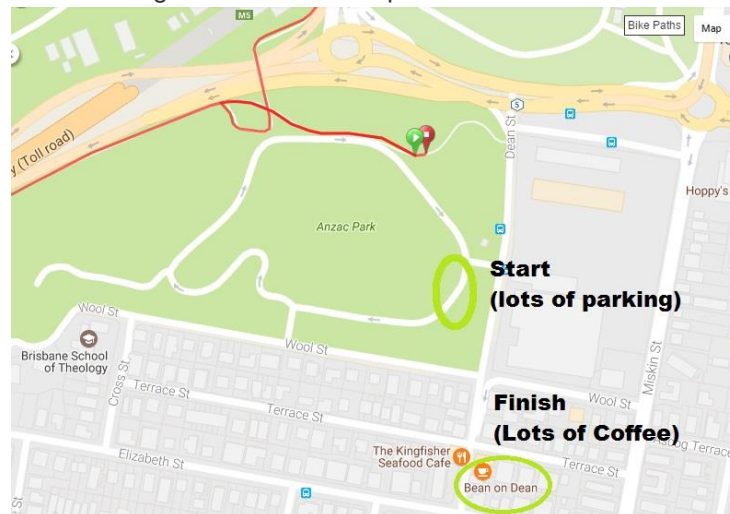 M5
Bike Paths
Map
(Toll road)
S
Dean St
Hoppy's
Anzac Park
Start
(lots of parking)
Wool St
Brisbane School
of Theology
Wool St
Miskin St
Cross St
Terrace St
Terrace St
Finish
(Lots of Coffee)
Wool St
Elizabeth St
The Kingfisher
Seafood Cafe
Terrace St
Bean on Dean